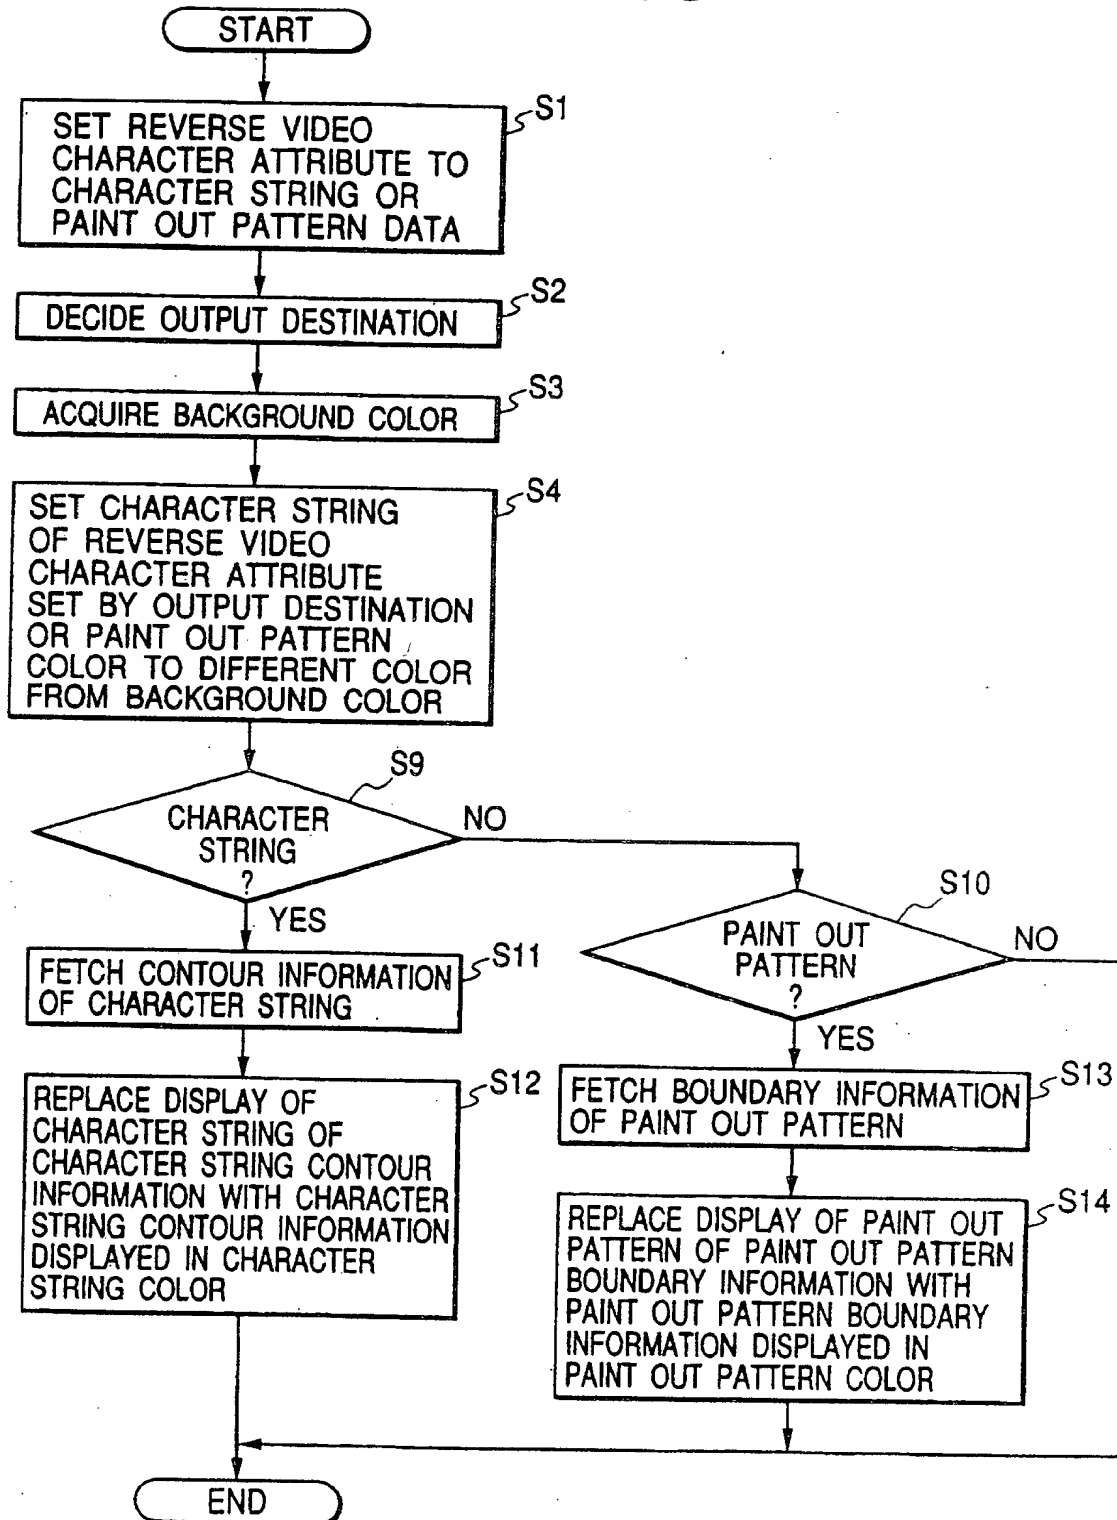 START
S1
SET REVERSE VIDEO
CHARACTER ATTRIBUTE TO
CHARACTER STRING OR
PAINT OUT PATTERN DATA
S2
DECIDE OUTPUT DESTINATION
S3
ACQUIRE BACKGROUND COLOR
S4
SET CHARACTER STRING
OF REVERSE VIDEO
CHARACTER ATTRIBUTE
SET BY OUTPUT DESTINATION
OR PAINT OUT PATTERN
COLOR TO DIFFERENT COLOR
FROM BACKGROUND COLOR
S9
CHARACTER
STRING
?
NO
YES
S10
PAINT OUT
PATTERN
?
NO
YES
S11
FETCH CONTOUR INFORMATION
OF CHARACTER STRING
S12
REPLACE DISPLAY OF
CHARACTER STRING OF
CHARACTER STRING CONTOUR
INFORMATION WITH CHARACTER
STRING CONTOUR INFORMATION
DISPLAYED IN CHARACTER
STRING COLOR
S13
FETCH BOUNDARY INFORMATION
OF PAINT OUT PATTERN
S14
REPLACE DISPLAY OF PAINT OUT
PATTERN OF PAINT OUT PATTERN
BOUNDARY INFORMATION WITH
PAINT OUT PATTERN BOUNDARY
INFORMATION DISPLAYED IN
PAINT OUT PATTERN COLOR
END